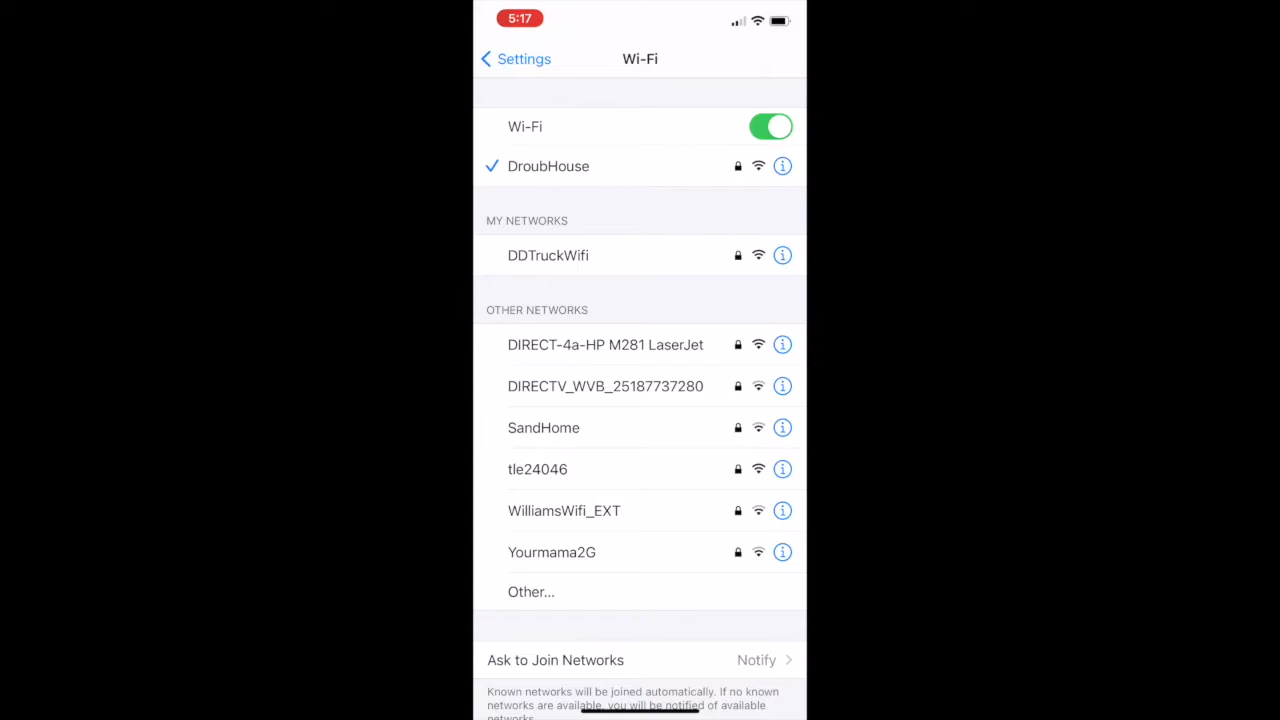 5:17
Settings
Wi-Fi
Wi-Fi
DroubHouse
MY NETWORKS
DDTruckWifi
OTHER NETWORKS
DIRECT-4a-HP M281 LaserJet
DIRECTV_WVB_25187737280
SandHome
tle24046
WilliamsWifi_EXT
Yourmama2G
Other...
Ask to Join Networks Notify
Known networks will be joined automatically. If no known
networks are available, you will be notified of available
networks.